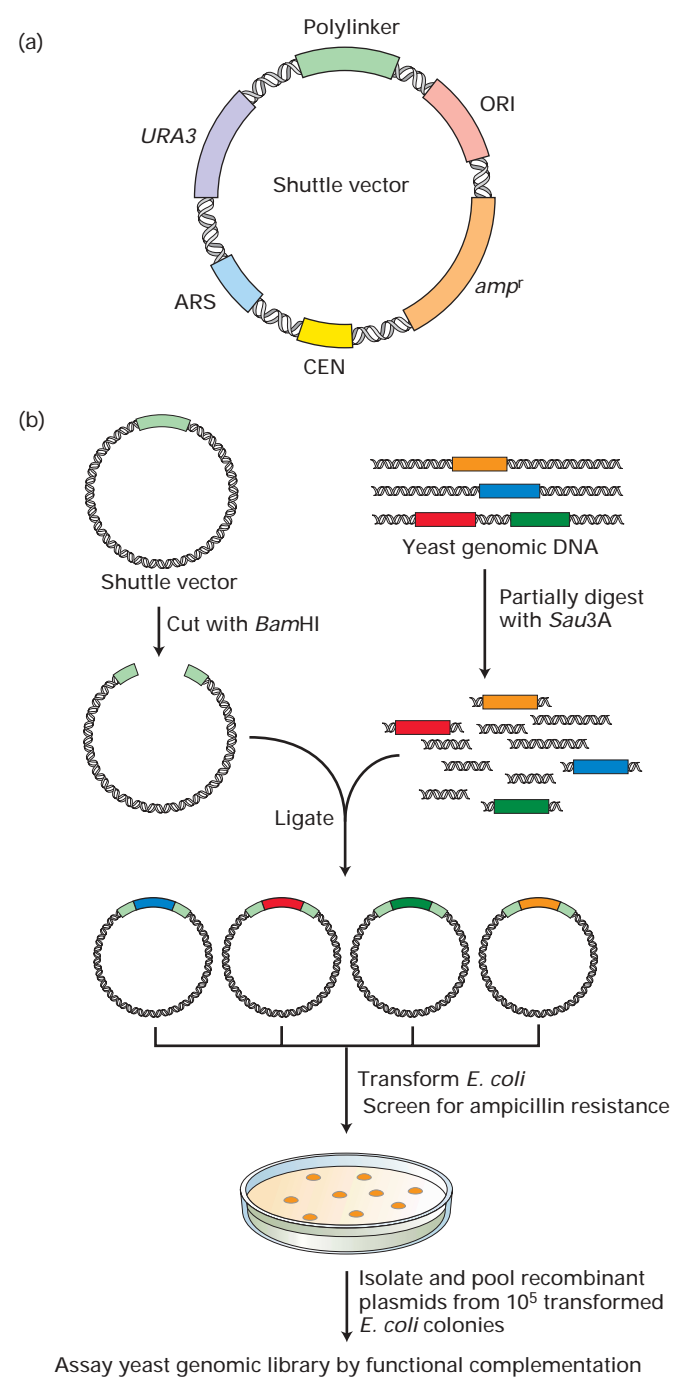 (a)
Polylinker
ORI
URA3
Shuttle vector
ampʳ
ARS
CEN
(b)
Shuttle vector
Yeast genomic DNA
Cut with BamHI
Partially digest
with Sau3A
Ligate
Transform E. coli
Screen for ampicillin resistance
Isolate and pool recombinant
plasmids from 10⁵ transformed
E. coli colonies
Assay yeast genomic library by functional complementation